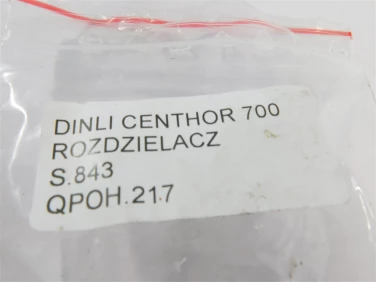 DINLI CENTHOR 700
ROZDZIELACZ
S.843
QPOH.217